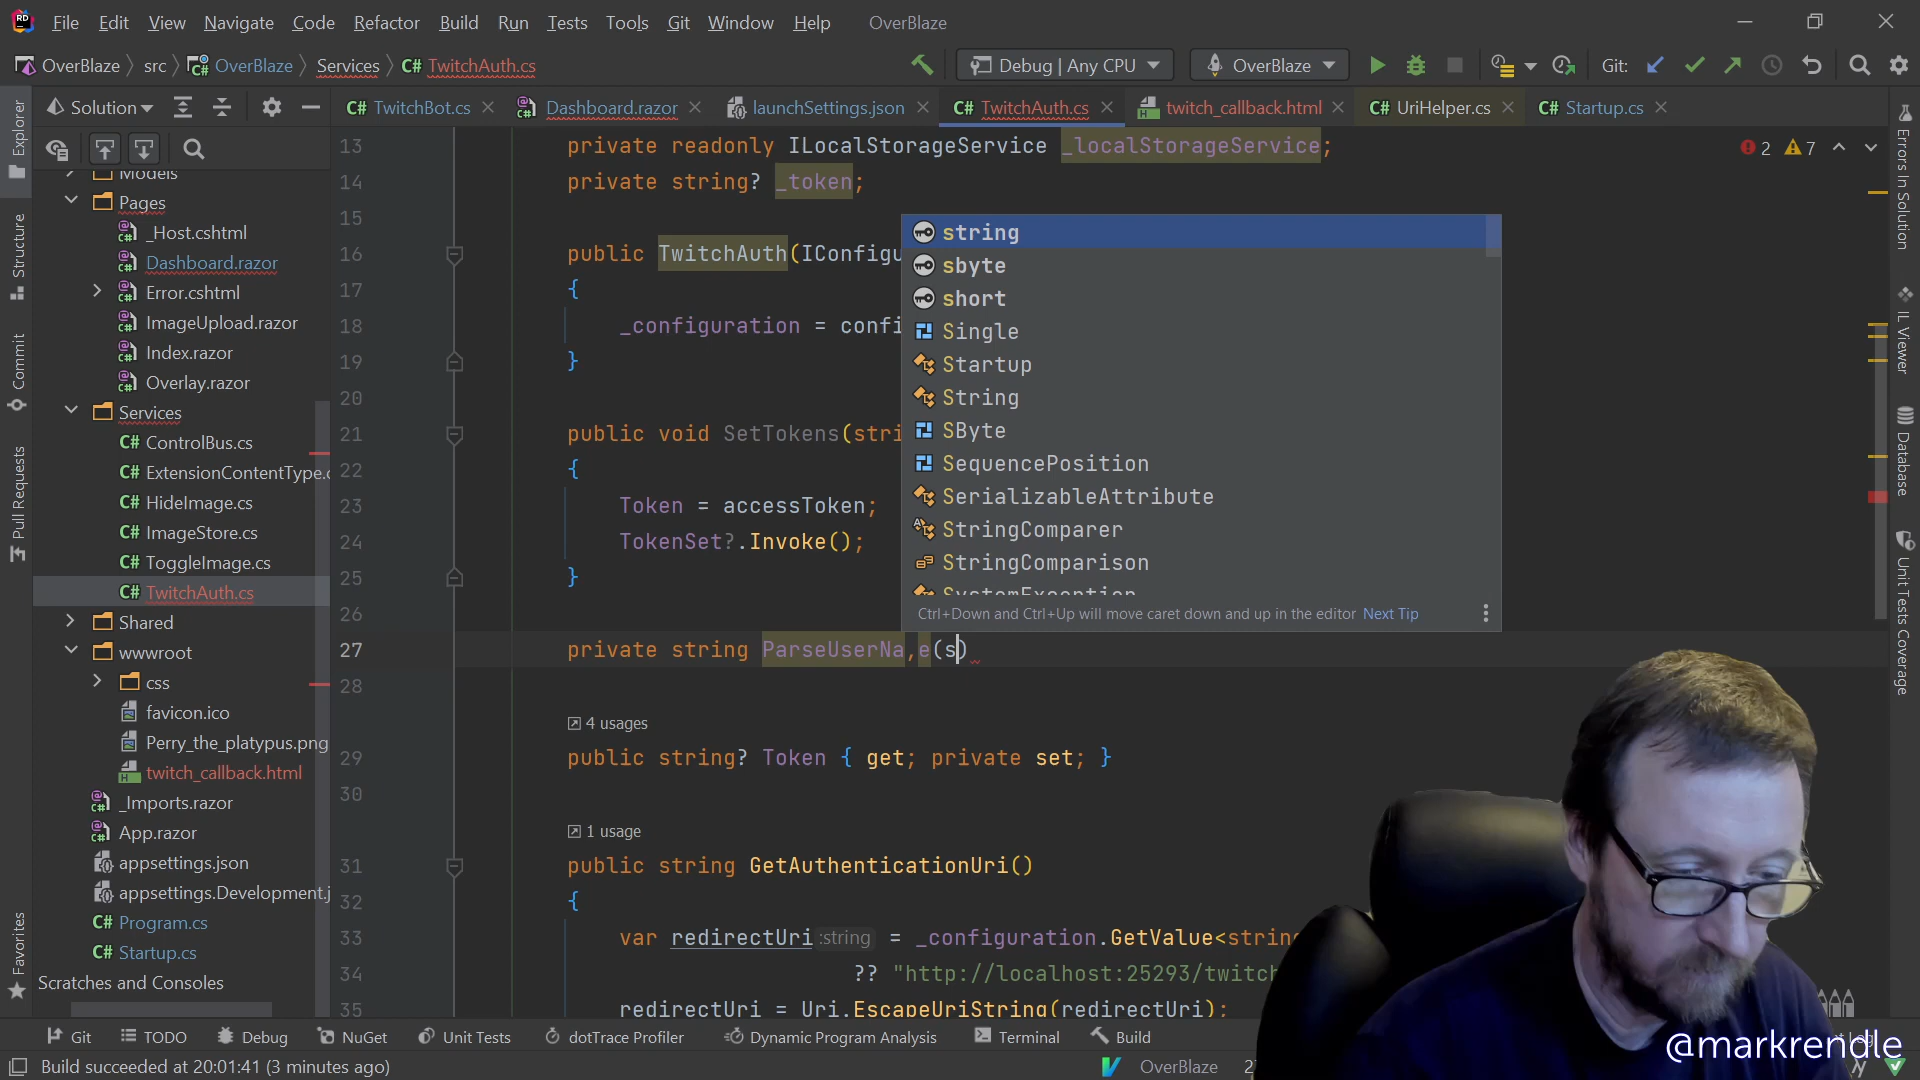 File Edit View Navigate Code Refactor Build Run Tests Tools Git Window Help OverBlaze
OverBlaze src OverBlaze Services C# TwitchAuth.cs Debug | Any CPU OverBlaze Git:
Solution C# TwitchBot.cs Dashboard.razor launchSettings.json C# TwitchAuth.cs twitch_callback.html C# UriHelper.cs C# Startup.cs
Models
Pages
_Host.cshtml
Dashboard.razor
Error.cshtml
ImageUpload.razor
Index.razor
Overlay.razor
Services
C# ControlBus.cs
C# ExtensionContentType.c
C# HideImage.cs
C# ImageStore.cs
C# ToggleImage.cs
C# TwitchAuth.cs
Shared
wwwroot
css
favicon.ico
Perry_the_platypus.png
twitch_callback.html
_Imports.razor
App.razor
appsettings.json
appsettings.Development.j
C# Program.cs
C# Startup.cs
Scratches and Consoles
Explorer
Structure
Commit
Pull Requests
Favorites
13 private readonly ILocalStorageService _localStorageService;
14 private string? _token;
15
16 public TwitchAuth(IConfigu
17 {
18 _configuration = confi
19 }
20
21 public void SetTokens(stri
22 {
23 Token = accessToken;
24 TokenSet?.Invoke();
25 }
26
27 private string ParseUserNa,e(s)
28
4 usages
29 public string? Token { get; private set; }
30
1 usage
31 public string GetAuthenticationUri()
32 {
33 var redirectUri :string = _configuration.GetValue<string
34 ?? "http://localhost:25293/twitch
35 redirectUri = Uri.EscapeUriString(redirectUri);
2 7
string
sbyte
short
Single
Startup
String
SByte
SequencePosition
SerializableAttribute
StringComparer
StringComparison
SystemException
Ctrl+Down and Ctrl+Up will move caret down and up in the editor Next Tip
Errors In Solution
IL Viewer
Database
Unit Tests Coverage
Git TODO Debug NuGet Unit Tests dotTrace Profiler Dynamic Program Analysis Terminal Build
@markrendle
Build succeeded at 20:01:41 (3 minutes ago) OverBlaze